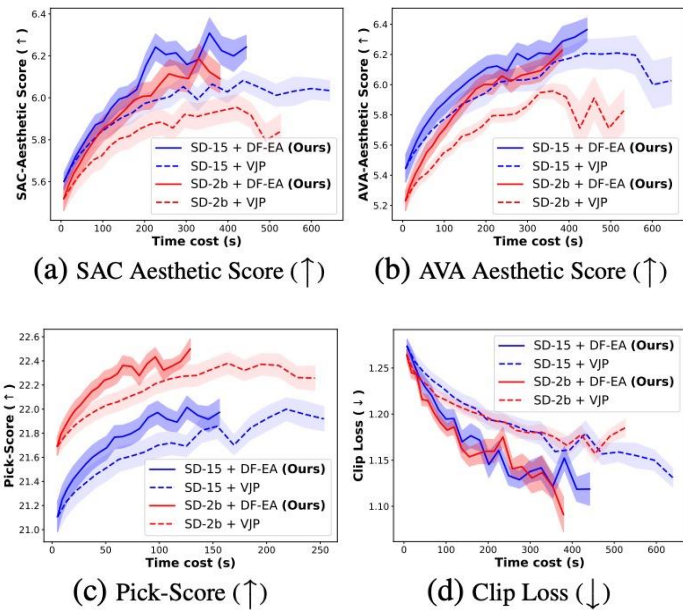 6.4
6.2
6.0
5.8
5.6
SAC-Aesthetic Score (↑)
SD-15 + DF-EA (Ours)
SD-15 + VJP
SD-2b + DF-EA (Ours)
SD-2b + VJP
0 100 200 300 400 500 600
Time cost (s)
(a) SAC Aesthetic Score (↑)
6.4
6.2
6.0
5.8
5.6
5.4
5.2
AVA-Aesthetic Score (↑)
SD-15 + DF-EA (Ours)
SD-15 + VJP
SD-2b + DF-EA (Ours)
SD-2b + VJP
0 100 200 300 400 500 600
Time cost (s)
(b) AVA Aesthetic Score (↑)
22.6
22.4
22.2
22.0
21.8
21.6
21.4
21.2
21.0
Pick-Score (↑)
SD-15 + DF-EA (Ours)
SD-15 + VJP
SD-2b + DF-EA (Ours)
SD-2b + VJP
0 50 100 150 200 250
Time cost (s)
(c) Pick-Score (↑)
1.25
1.20
1.15
1.10
Clip Loss (↓)
SD-15 + DF-EA (Ours)
SD-15 + VJP
SD-2b + DF-EA (Ours)
SD-2b + VJP
0 100 200 300 400 500 600
Time cost (s)
(d) Clip Loss (↓)